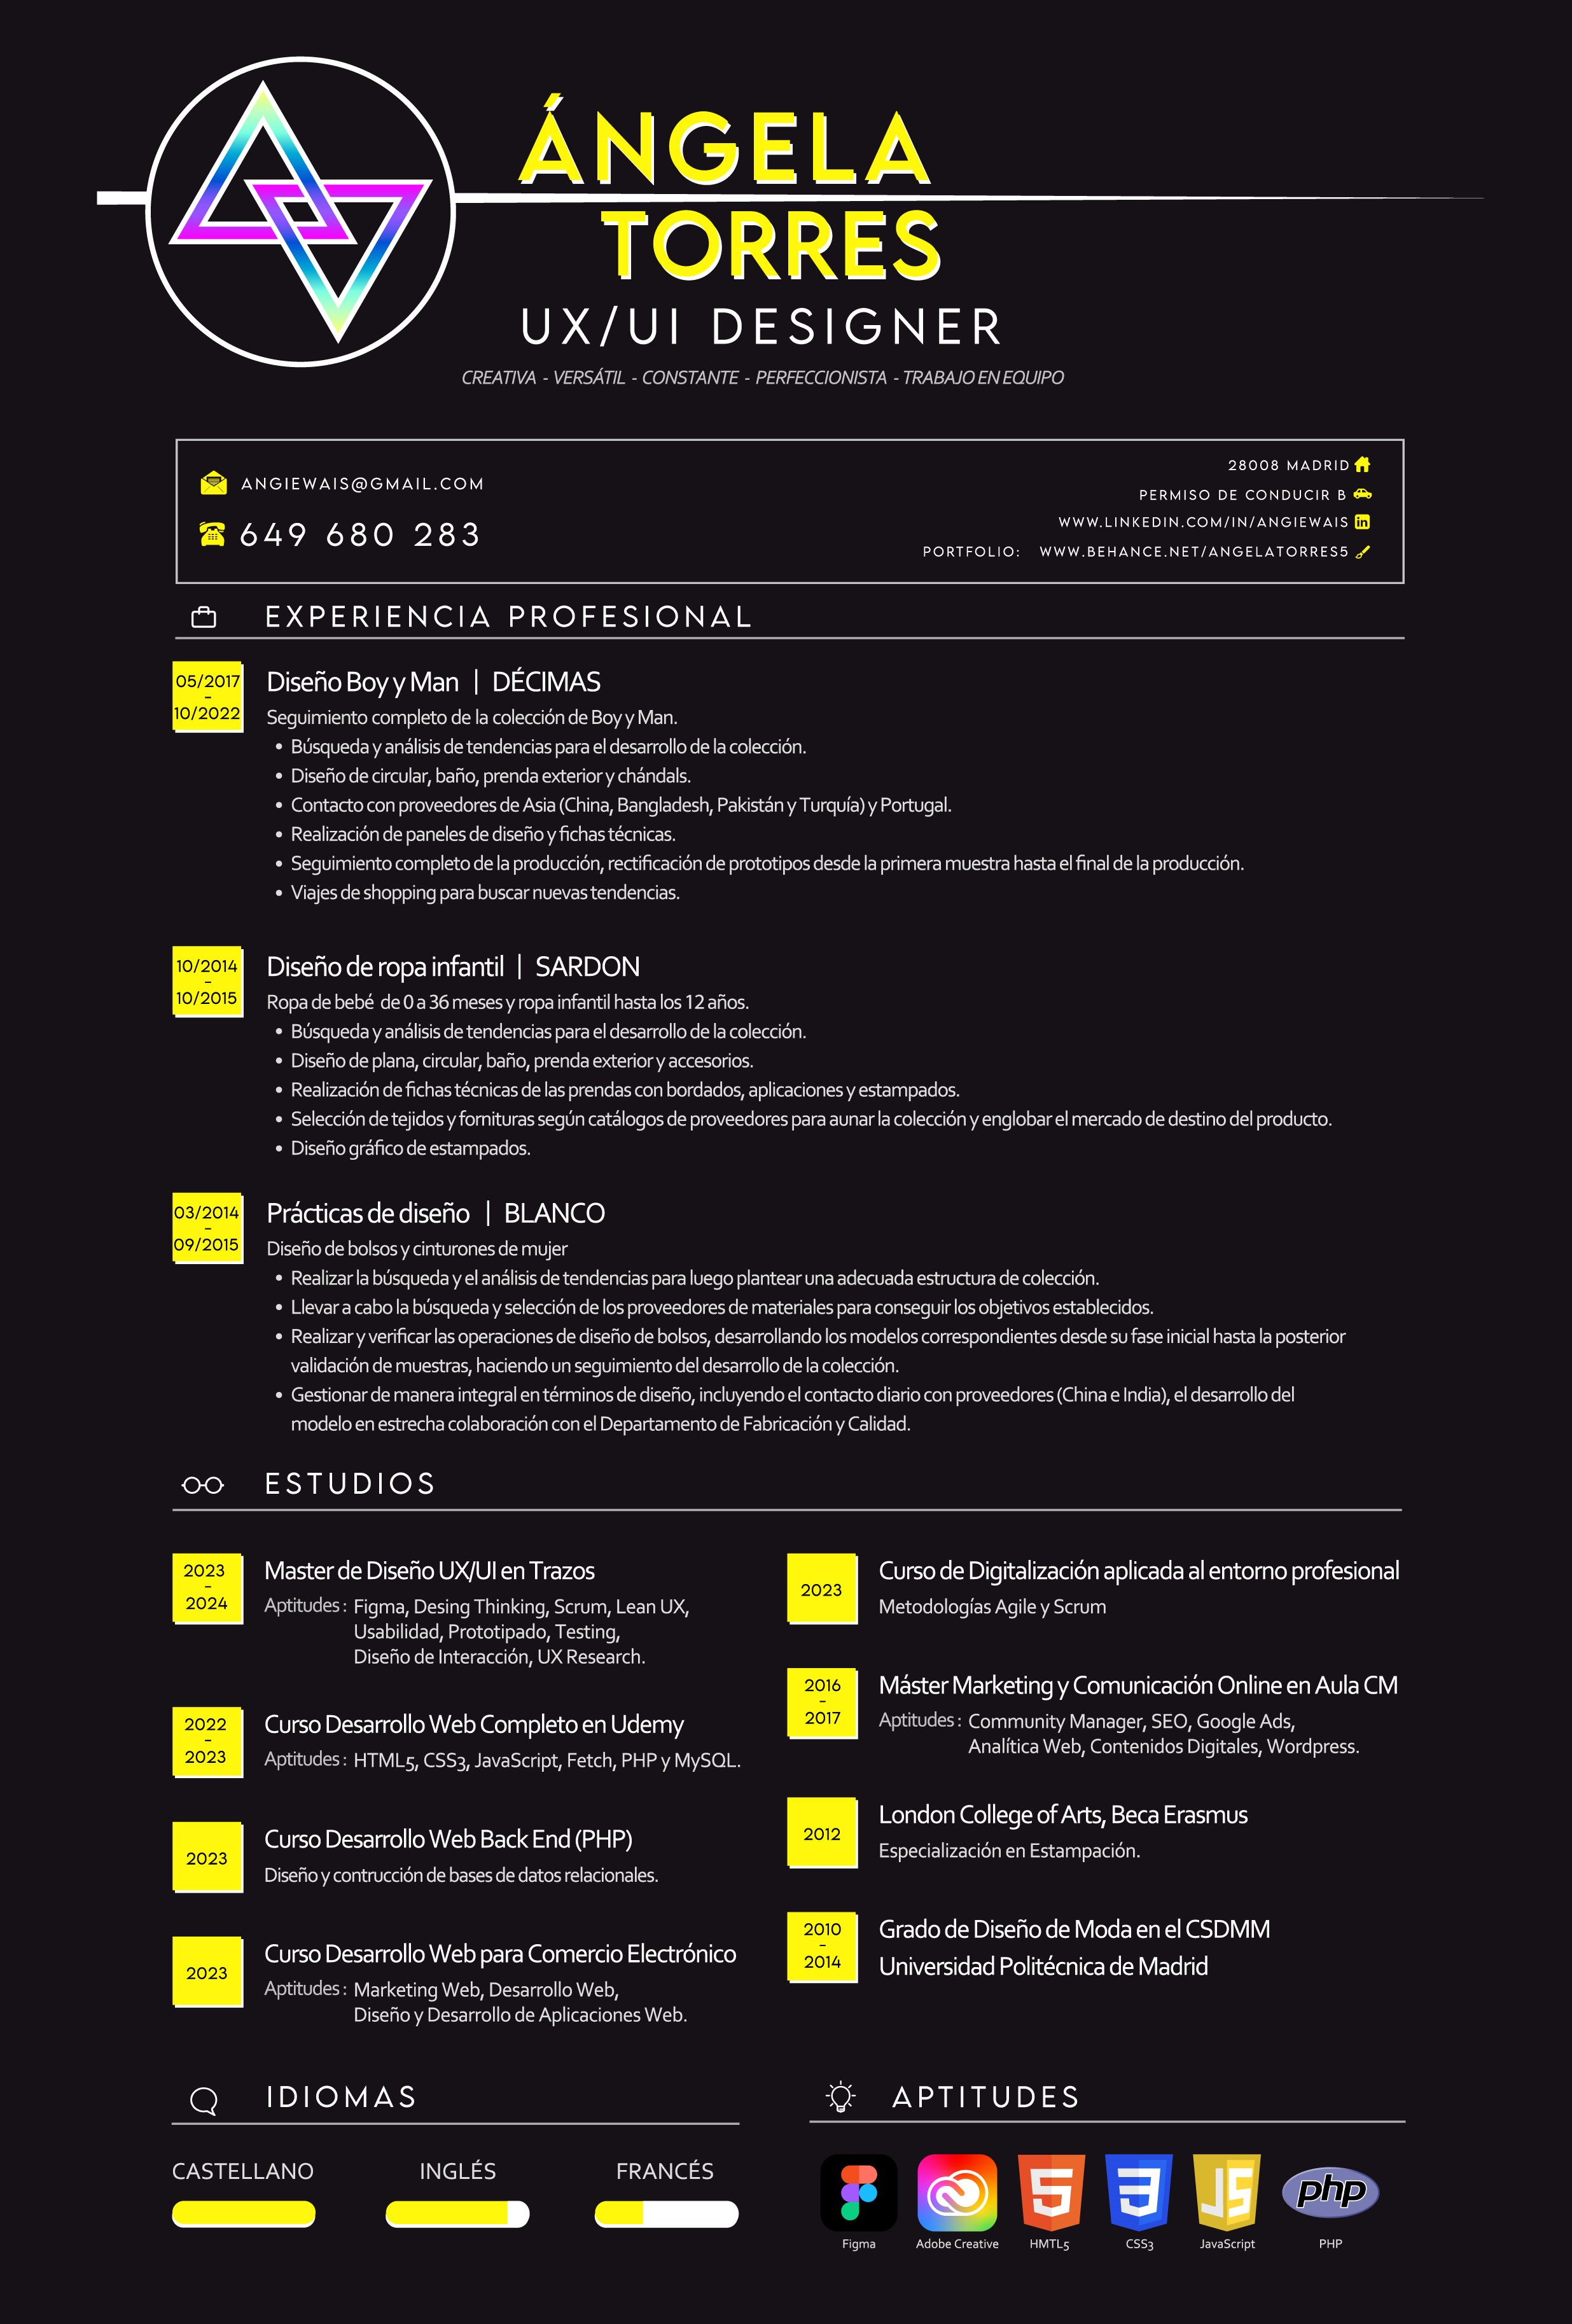 ÁNGELA
TORRES
UX/UI DESIGNER
CREATIVA - VERSÁTIL - CONSTANTE - PERFECCIONISTA - TRABAJO EN EQUIPO
ANGIEWAIS@GMAIL.COM
649 680 283
28008 MADRID
PERMISO DE CONDUCIR B
WWW.LINKEDIN.COM/IN/ANGIEWAIS
PORTFOLIO: WWW.BEHANCE.NET/ANGELATORRES5
EXPERIENCIA PROFESIONAL
05/2017
-
10/2022
Diseño Boy y Man | DÉCIMAS
Seguimiento completo de la colección de Boy y Man.
• Búsqueda y análisis de tendencias para el desarrollo de la colección.
• Diseño de circular, baño, prenda exterior y chándals.
• Contacto con proveedores de Asia (China, Bangladesh, Pakistán y Turquía) y Portugal.
• Realización de paneles de diseño y fichas técnicas.
• Seguimiento completo de la producción, rectificación de prototipos desde la primera muestra hasta el final de la producción.
• Viajes de shopping para buscar nuevas tendencias.
10/2014
-
10/2015
Diseño de ropa infantil | SARDON
Ropa de bebé de 0 a 36 meses y ropa infantil hasta los 12 años.
• Búsqueda y análisis de tendencias para el desarrollo de la colección.
• Diseño de plana, circular, baño, prenda exterior y accesorios.
• Realización de fichas técnicas de las prendas con bordados, aplicaciones y estampados.
• Selección de tejidos y fornituras según catálogos de proveedores para aunar la colección y englobar el mercado de destino del producto.
• Diseño gráfico de estampados.
03/2014
-
09/2015
Prácticas de diseño | BLANCO
Diseño de bolsos y cinturones de mujer
• Realizar la búsqueda y el análisis de tendencias para luego plantear una adecuada estructura de colección.
• Llevar a cabo la búsqueda y selección de los proveedores de materiales para conseguir los objetivos establecidos.
• Realizar y verificar las operaciones de diseño de bolsos, desarrollando los modelos correspondientes desde su fase inicial hasta la posterior
validación de muestras, haciendo un seguimiento del desarrollo de la colección.
• Gestionar de manera integral en términos de diseño, incluyendo el contacto diario con proveedores (China e India), el desarrollo del
modelo en estrecha colaboración con el Departamento de Fabricación y Calidad.
ESTUDIOS
2023
-
2024
Master de Diseño UX/UI en Trazos
Aptitudes : Figma, Desing Thinking, Scrum, Lean UX,
Usabilidad, Prototipado, Testing,
Diseño de Interacción, UX Research.
2022
-
2023
Curso Desarrollo Web Completo en Udemy
Aptitudes : HTML5, CSS3, JavaScript, Fetch, PHP y MySQL.
2023
Curso Desarrollo Web Back End (PHP)
Diseño y contrucción de bases de datos relacionales.
2023
Curso Desarrollo Web para Comercio Electrónico
Aptitudes : Marketing Web, Desarrollo Web,
Diseño y Desarrollo de Aplicaciones Web.
2023
Curso de Digitalización aplicada al entorno profesional
Metodologías Agile y Scrum
2016
-
2017
Máster Marketing y Comunicación Online en Aula CM
Aptitudes : Community Manager, SEO, Google Ads,
Analítica Web, Contenidos Digitales, Wordpress.
2012
London College of Arts, Beca Erasmus
Especialización en Estampación.
2010
-
2014
Grado de Diseño de Moda en el CSDMM
Universidad Politécnica de Madrid
IDIOMAS
CASTELLANO INGLÉS FRANCÉS
APTITUDES
5 3 JS php
Figma Adobe Creative HMTL5 CSS3 JavaScript PHP